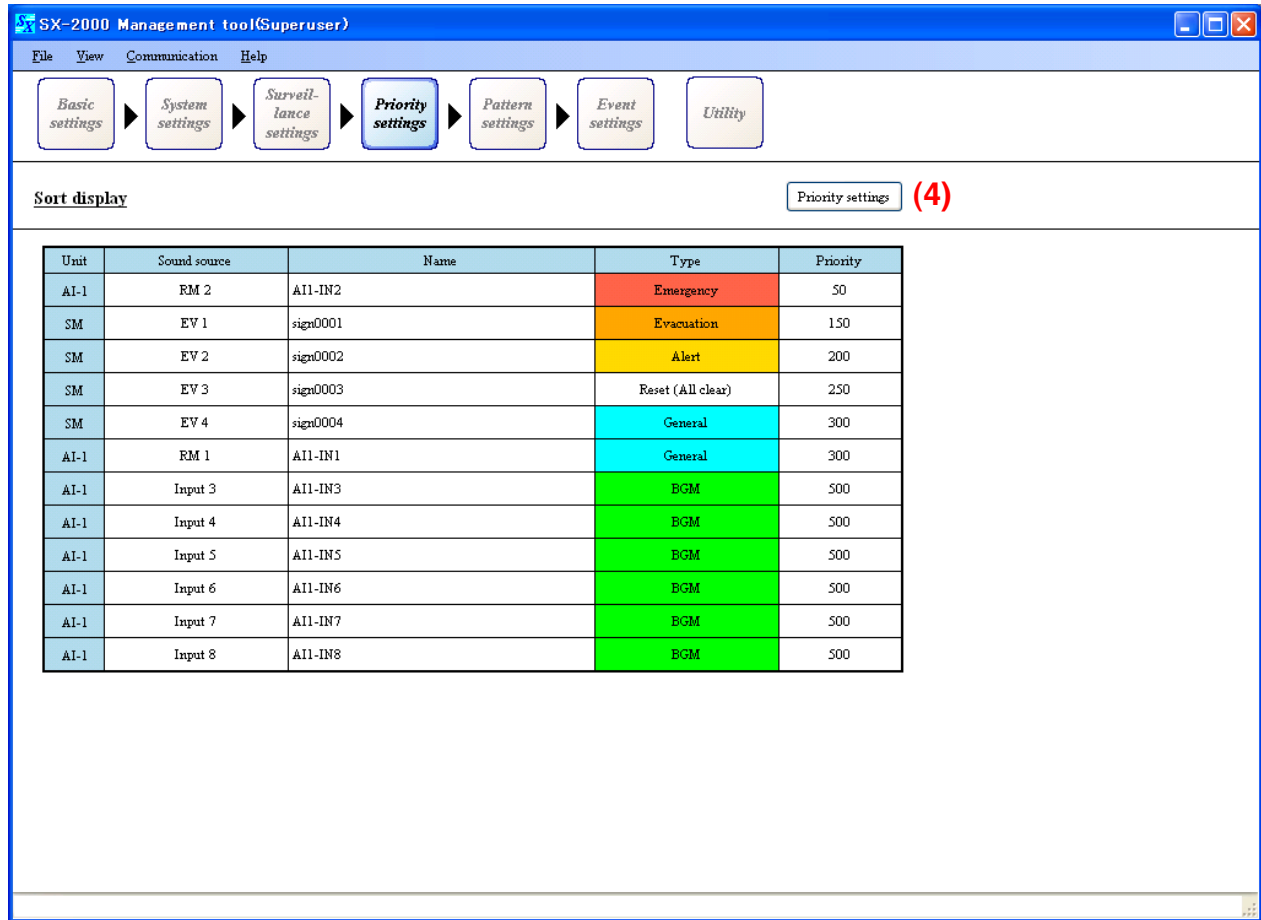 SX-2000 Management tool(Superuser)
File View Communication Help
Basic settings System settings Surveil-lance settings Priority settings Pattern settings Event settings Utility
Sort display Priority settings (4)
Unit Sound source Name Type Priority
AI-1 RM 2 AI1-IN2 Emergency 50
SM EV 1 sign0001 Evacuation 150
SM EV 2 sign0002 Alert 200
SM EV 3 sign0003 Reset (All clear) 250
SM EV 4 sign0004 General 300
AI-1 RM 1 AI1-IN1 General 300
AI-1 Input 3 AI1-IN3 BGM 500
AI-1 Input 4 AI1-IN4 BGM 500
AI-1 Input 5 AI1-IN5 BGM 500
AI-1 Input 6 AI1-IN6 BGM 500
AI-1 Input 7 AI1-IN7 BGM 500
AI-1 Input 8 AI1-IN8 BGM 500